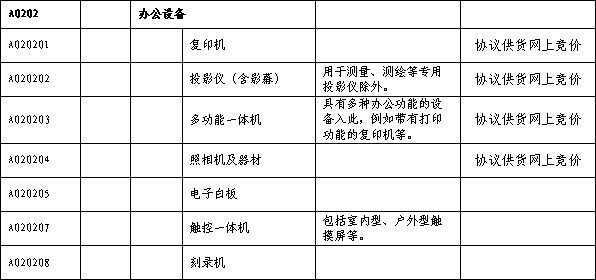 A0202 办公设备
A020201 复印机 协议供货网上竞价
A020202 投影仪（含影幕） 用于测量、测绘等专用
投影仪除外。 协议供货网上竞价
A020203 多功能一体机 具有多种办公功能的设
备入此，例如带有打印
功能的复印机等。 协议供货网上竞价
A020204 照相机及器材 协议供货网上竞价
A020205 电子白板
A020207 触控一体机 包括室内型、户外型触
摸屏等。
A020208 刻录机